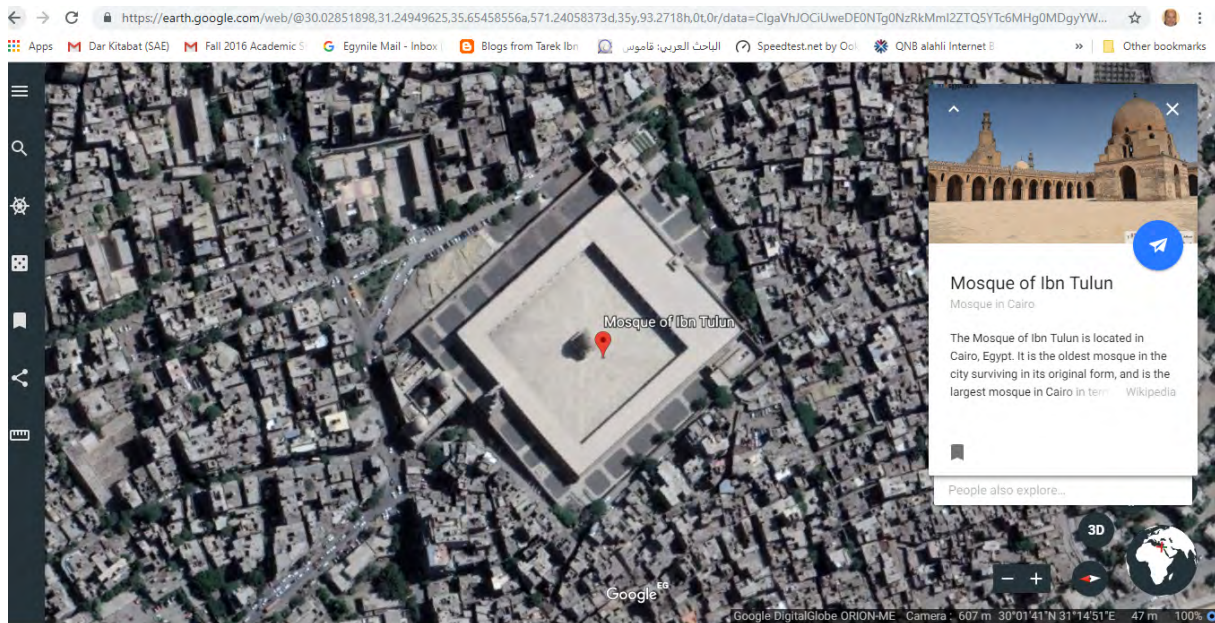 https://earth.google.com/web/@30.02851898,31.24949625,35.65458556a,571.24058373d,35y,93.2718h,0t,0r/data=ClgaVhJOCiUweDE0NTg0NzRkMmI2ZTQ5YTc6MHg0MDgyYW...
Apps Dar Kitabat (SAE) Fall 2016 Academic S Egynile Mail - Inbox Blogs from Tarek Ibn الباحث العربي: قاموس Speedtest.net by Ook QNB alahli Internet B » Other bookmarks
Mosque of Ibn Tulun
Mosque of Ibn Tulun
Mosque in Cairo
The Mosque of Ibn Tulun is located in
Cairo, Egypt. It is the oldest mosque in the
city surviving in its original form, and is the
largest mosque in Cairo in term Wikipedia
People also explore...
3D
Google EG
Google DigitalGlobe ORION-ME Camera : 607 m 30°01'41"N 31°14'51"E 47 m 100%